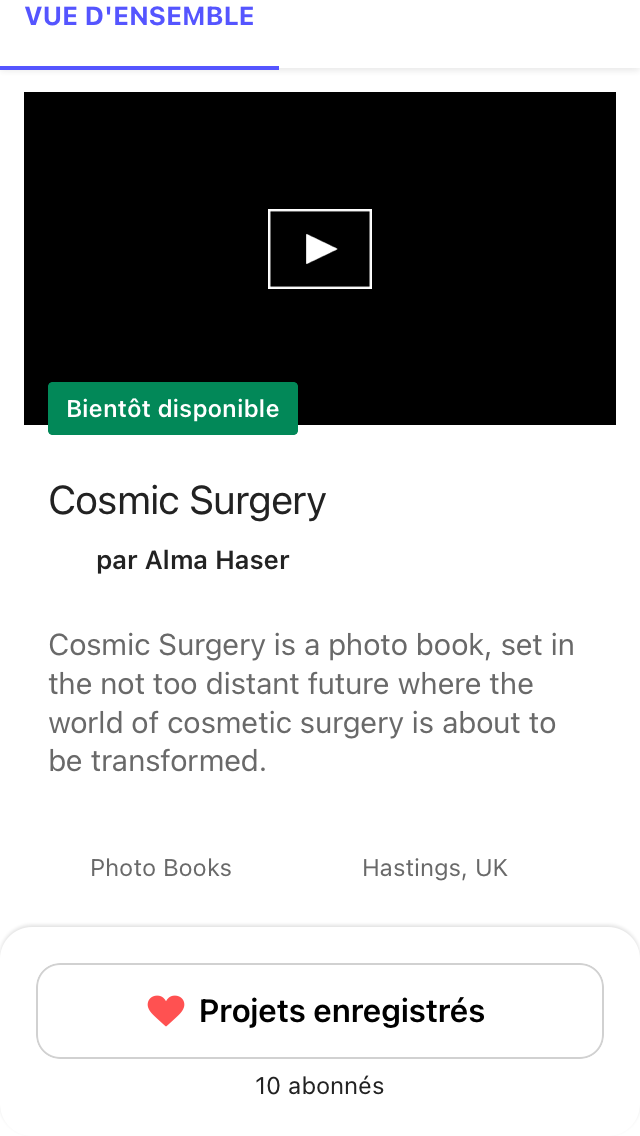 VUE D'ENSEMBLE
Bientôt disponible
Cosmic Surgery
par Alma Haser
Cosmic Surgery is a photo book, set in
the not too distant future where the
world of cosmetic surgery is about to
be transformed.
Photo Books
Hastings, UK
Projets enregistrés
10 abonnés